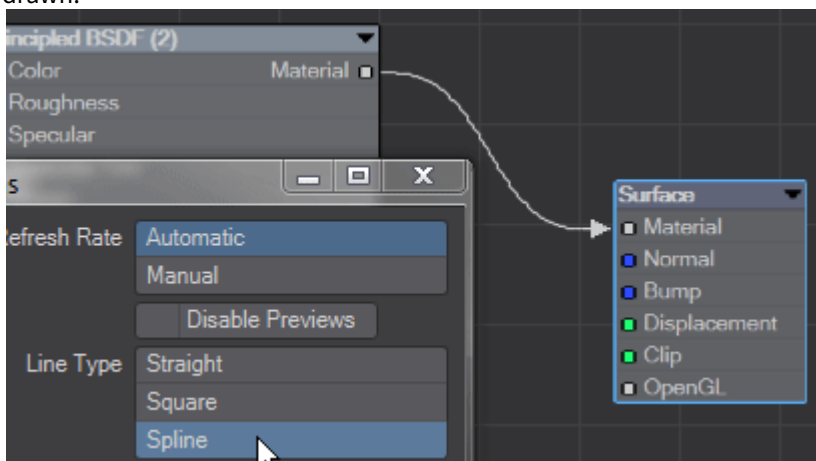 drawn.
incipled BSDF (2)
Color Material
Roughness
Specular
s
Refresh Rate Automatic
Manual
Disable Previews
Line Type Straight
Square
Spline
Surface
Material
Normal
Bump
Displacement
Clip
OpenGL